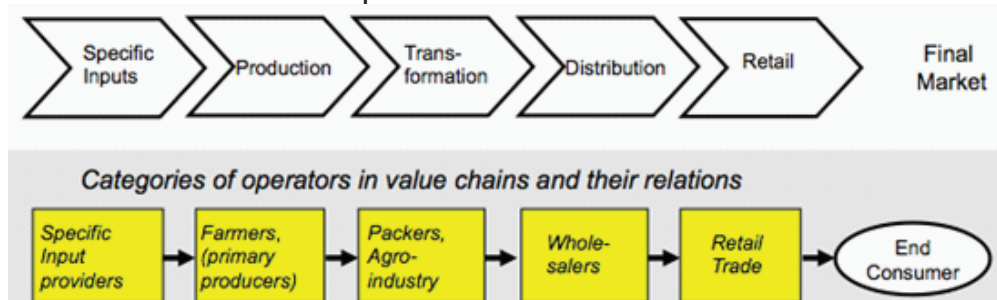 Specific
Inputs
Production
Trans-
formation
Distribution
Retail
Final
Market
Categories of operators in value chains and their relations
Specific
Input
providers
Farmers,
(primary
producers)
Packers,
Agro-
industry
Whole-
salers
Retail
Trade
End
Consumer